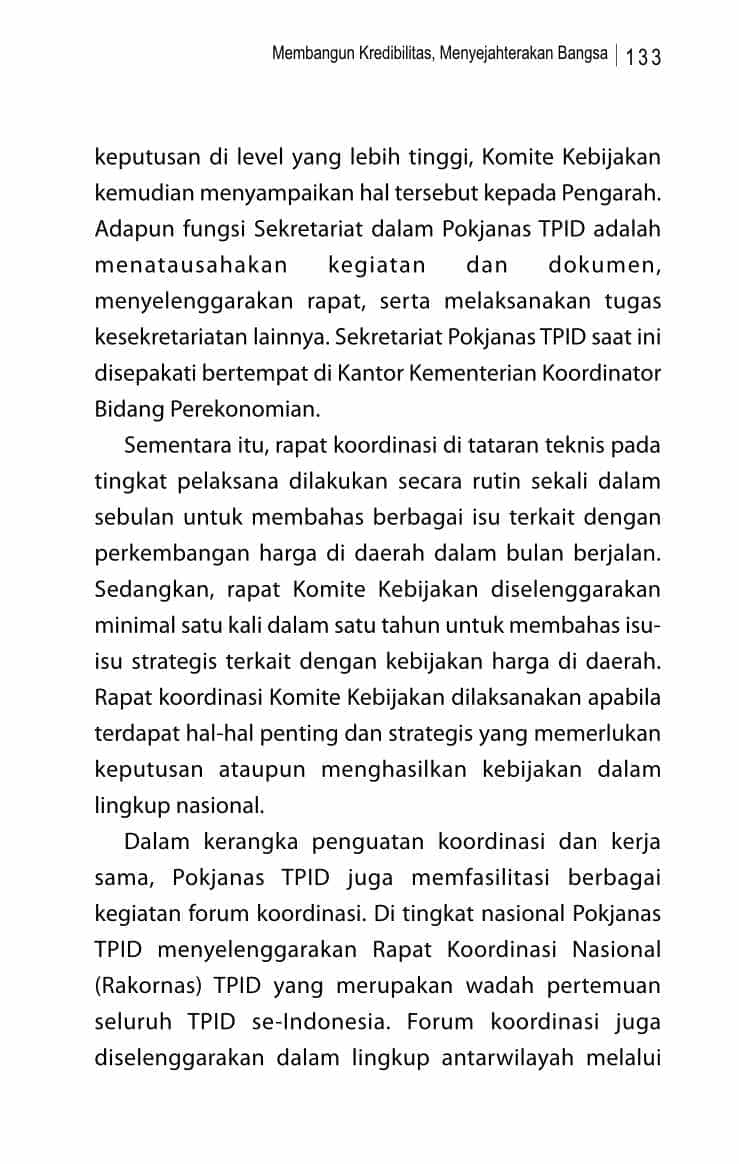 Membangun Kredibilitas, Menyejahterakan Bangsa | 133
keputusan di level yang lebih tinggi, Komite Kebijakan
kemudian menyampaikan hal tersebut kepada Pengarah.
Adapun fungsi Sekretariat dalam Pokjanas TPID adalah
menatausahakan kegiatan dan dokumen,
menyelenggarakan rapat, serta melaksanakan tugas
kesekretariatan lainnya. Sekretariat Pokjanas TPID saat ini
disepakati bertempat di Kantor Kementerian Koordinator
Bidang Perekonomian.
Sementara itu, rapat koordinasi di tataran teknis pada
tingkat pelaksana dilakukan secara rutin sekali dalam
sebulan untuk membahas berbagai isu terkait dengan
perkembangan harga di daerah dalam bulan berjalan.
Sedangkan, rapat Komite Kebijakan diselenggarakan
minimal satu kali dalam satu tahun untuk membahas isu-
isu strategis terkait dengan kebijakan harga di daerah.
Rapat koordinasi Komite Kebijakan dilaksanakan apabila
terdapat hal-hal penting dan strategis yang memerlukan
keputusan ataupun menghasilkan kebijakan dalam
lingkup nasional.
Dalam kerangka penguatan koordinasi dan kerja
sama, Pokjanas TPID juga memfasilitasi berbagai
kegiatan forum koordinasi. Di tingkat nasional Pokjanas
TPID menyelenggarakan Rapat Koordinasi Nasional
(Rakornas) TPID yang merupakan wadah pertemuan
seluruh TPID se-Indonesia. Forum koordinasi juga
diselenggarakan dalam lingkup antarwilayah melalui